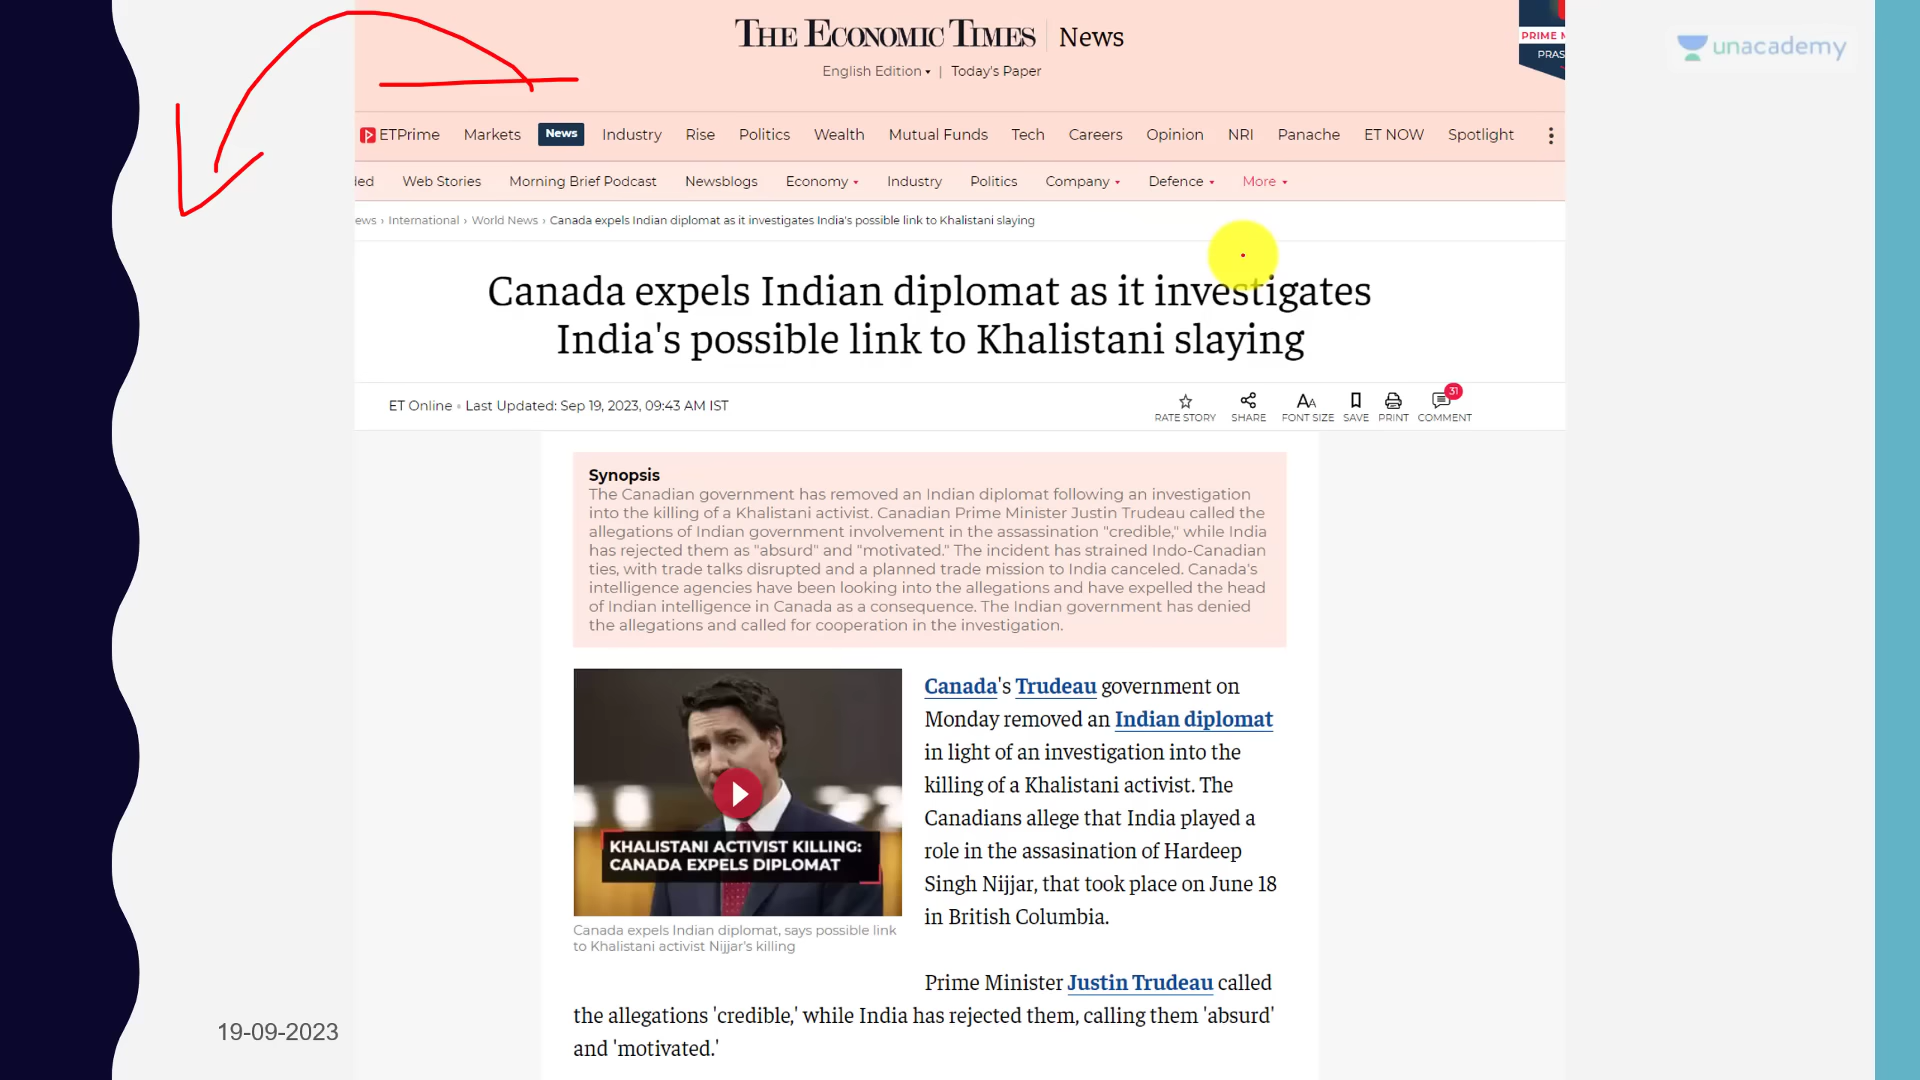 THE ECONOMIC TIMES News
English Edition | Today's Paper
PRIME
PRAS
unacademy
ETPrime Markets News Industry Rise Politics Wealth Mutual Funds Tech Careers Opinion NRI Panache ET NOW Spotlight
Web Stories Morning Brief Podcast Newsblogs Economy Industry Politics Company Defence More
International › World News › Canada expels Indian diplomat as it investigates India's possible link to Khalistani slaying
Canada expels Indian diplomat as it investigates
India's possible link to Khalistani slaying
ET Online • Last Updated: Sep 19, 2023, 09:43 AM IST
31
RATE STORY SHARE FONT SIZE SAVE PRINT COMMENT
Synopsis
The Canadian government has removed an Indian diplomat following an investigation
into the killing of a Khalistani activist. Canadian Prime Minister Justin Trudeau called the
allegations of Indian government involvement in the assassination "credible," while India
has rejected them as "absurd" and "motivated." The incident has strained Indo-Canadian
ties, with trade talks disrupted and a planned trade mission to India canceled. Canada's
intelligence agencies have been looking into the allegations and have expelled the head
of Indian intelligence in Canada as a consequence. The Indian government has denied
the allegations and called for cooperation in the investigation.
KHALISTANI ACTIVIST KILLING:
CANADA EXPELS DIPLOMAT
Canada expels Indian diplomat, says possible link
to Khalistani activist Nijjar's killing
Canada's Trudeau government on
Monday removed an Indian diplomat
in light of an investigation into the
killing of a Khalistani activist. The
Canadians allege that India played a
role in the assasination of Hardeep
Singh Nijjar, that took place on June 18
in British Columbia.
Prime Minister Justin Trudeau called
the allegations 'credible,' while India has rejected them, calling them 'absurd'
and 'motivated.'
19-09-2023